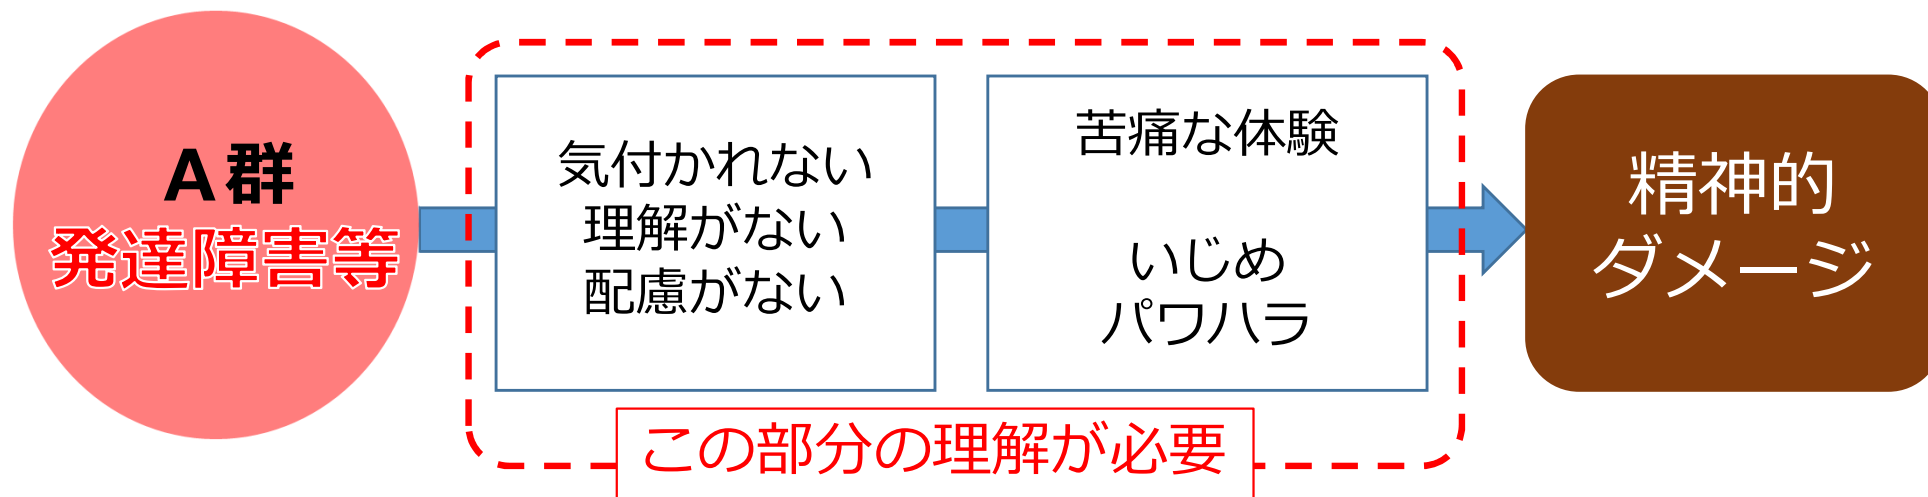 A群
発達障害等
気付かれない
理解がない
配慮がない
苦痛な体験
いじめ
パワハラ
精神的
ダメージ
この部分の理解が必要